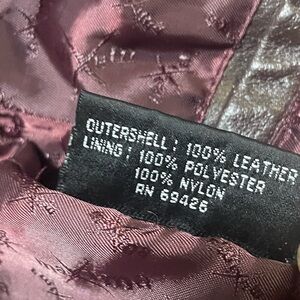 OUTERSHELL: 100% LEATHER
LINING: 100% POLYESTER
100% NYLON
RN 69426